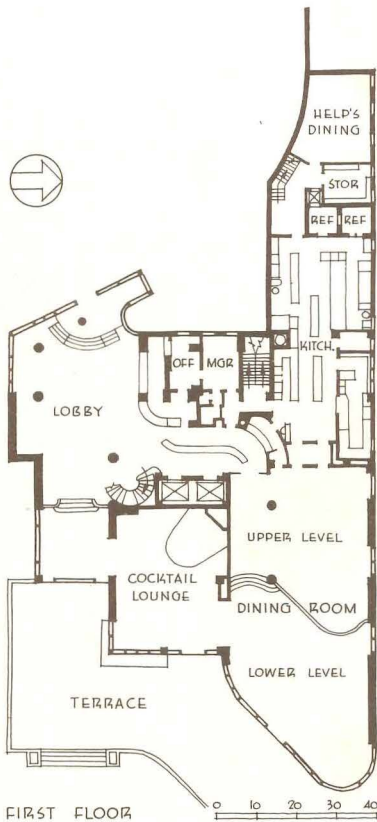 HELP'S
DINING
STOR
REF REF
KITCH.
OFF MGR
LOBBY
UPPER LEVEL
COCKTAIL
LOUNGE
DINING ROOM
LOWER LEVEL
TERRACE
FIRST FLOOR
0 10 20 30 40